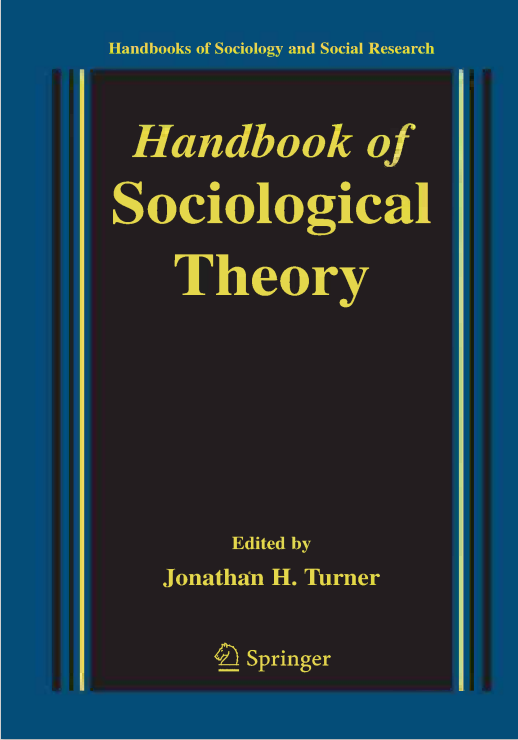 Handbooks of Sociology and Social Research
Handbook of
Sociological
Theory
Edited by
Jonathan H. Turner
Springer